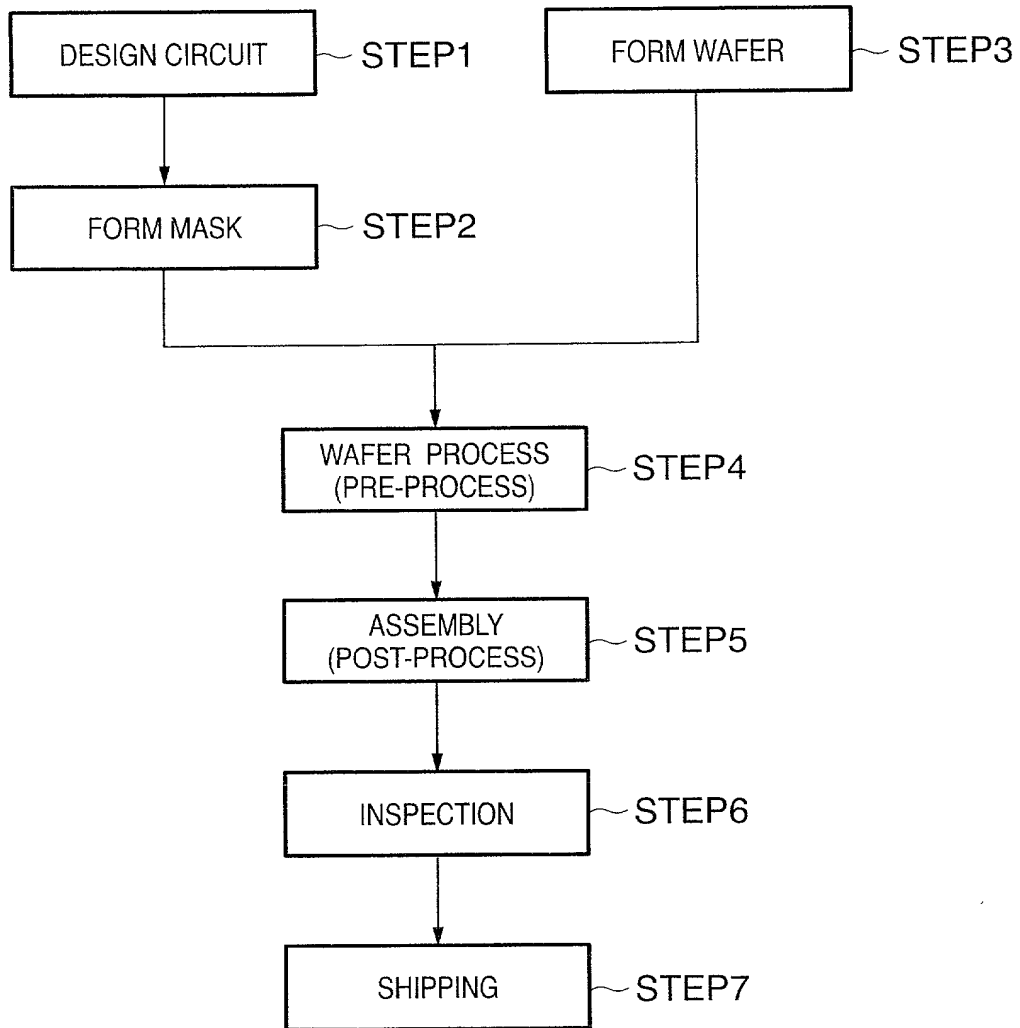 DESIGN CIRCUIT
STEP1
FORM WAFER
STEP3
FORM MASK
STEP2
WAFER PROCESS
(PRE-PROCESS)
STEP4
ASSEMBLY
(POST-PROCESS)
STEP5
INSPECTION
STEP6
SHIPPING
STEP7